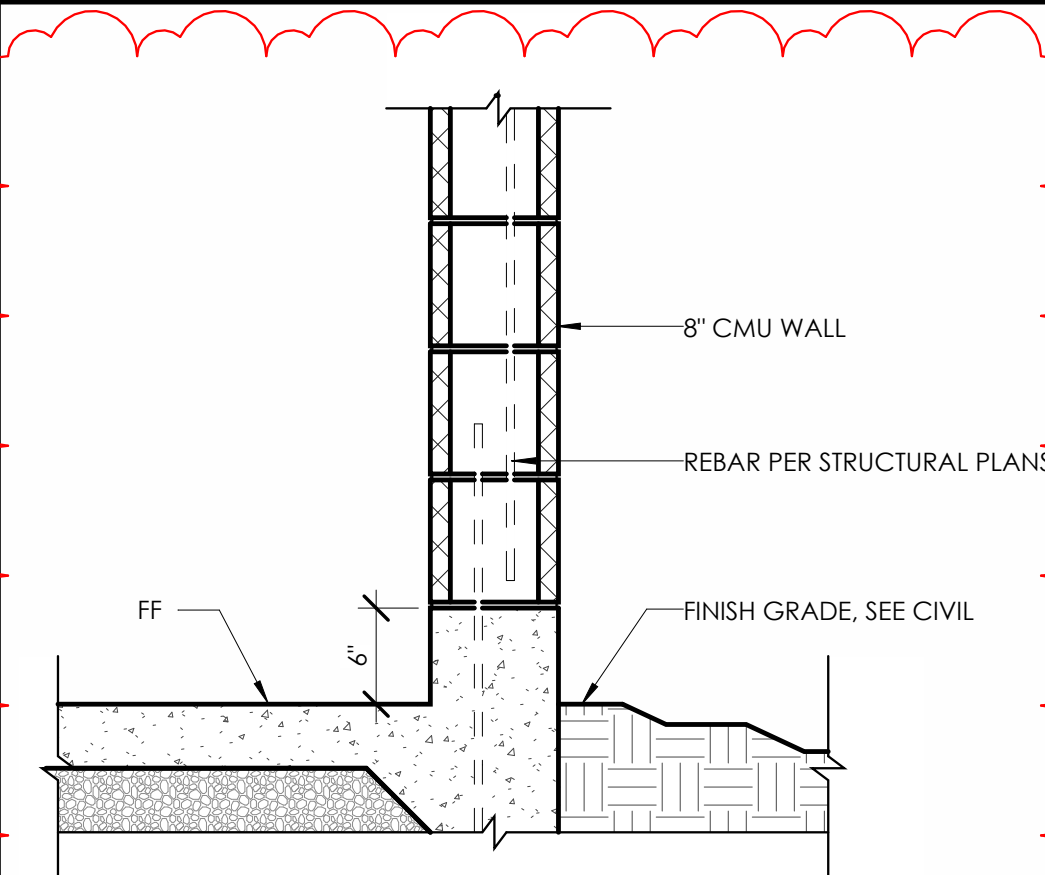 8" CMU WALL
REBAR PER STRUCTURAL PLANS
FF
6"
FINISH GRADE, SEE CIVIL